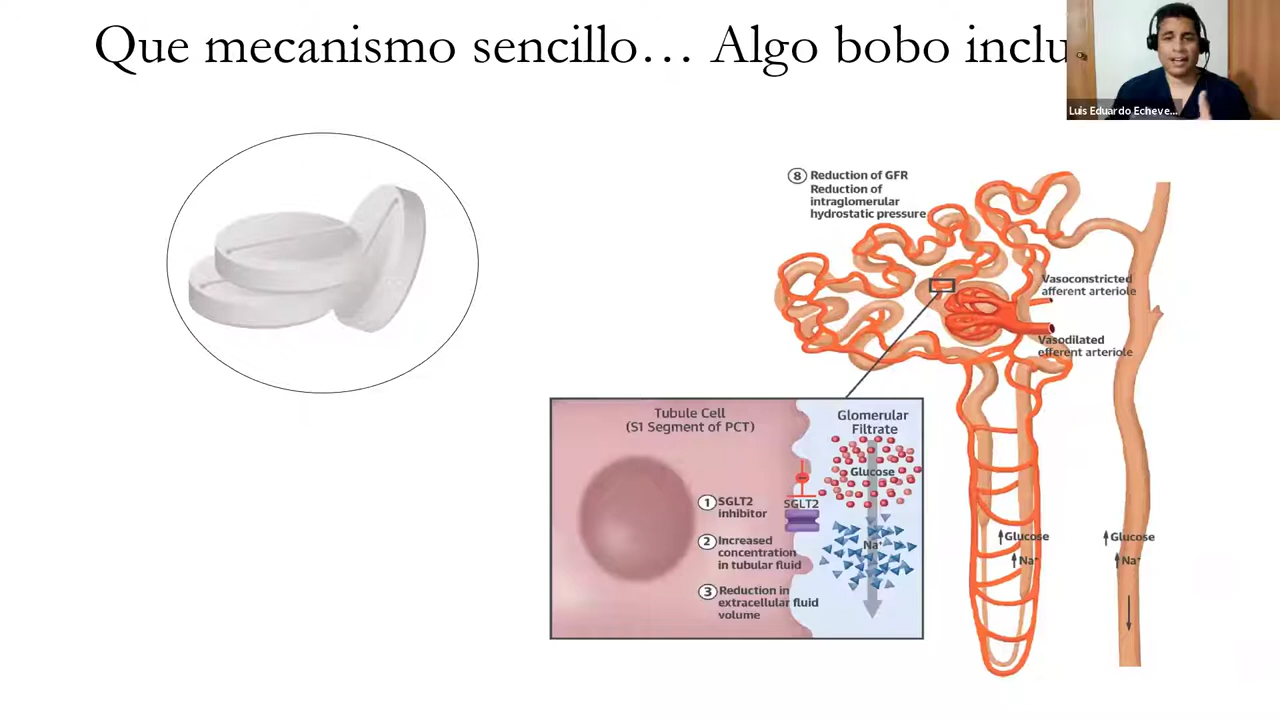 Que mecanismo sencillo… Algo bobo inclu
Luis Eduardo Echeve...
8 Reduction of GFR
Reduction of
intraglomerular
hydrostatic pressure
Vasoconstricted
afferent arteriole
Vasodilated
efferent arteriole
Tubule Cell
(S1 Segment of PCT)
Glomerular
Filtrate
Glucose
SGLT2
1 SGLT2
inhibitor
Na+
2 Increased
concentration
in tubular fluid
3 Reduction in
extracellular fluid
volume
↑Glucose
↑Na+
↑Glucose
↑Na+